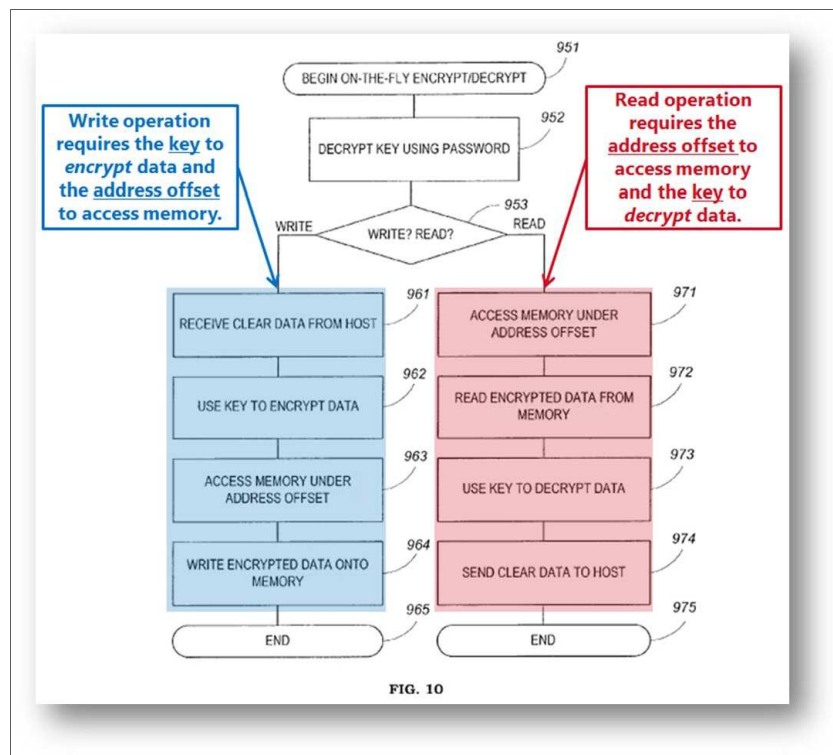 951
BEGIN ON-THE-FLY ENCRYPT/DECRYPT
Write operation
requires the key to
encrypt data and
the address offset
to access memory.
Read operation
requires the
address offset to
access memory
and the key to
decrypt data.
952
DECRYPT KEY USING PASSWORD
953
WRITE
WRITE? READ?
READ
961
RECEIVE CLEAR DATA FROM HOST
962
USE KEY TO ENCRYPT DATA
963
ACCESS MEMORY UNDER
ADDRESS OFFSET
964
WRITE ENCRYPTED DATA ONTO
MEMORY
965
END
971
ACCESS MEMORY UNDER
ADDRESS OFFSET
972
READ ENCRYPTED DATA FROM
MEMORY
973
USE KEY TO DECRYPT DATA
974
SEND CLEAR DATA TO HOST
975
END
FIG. 10